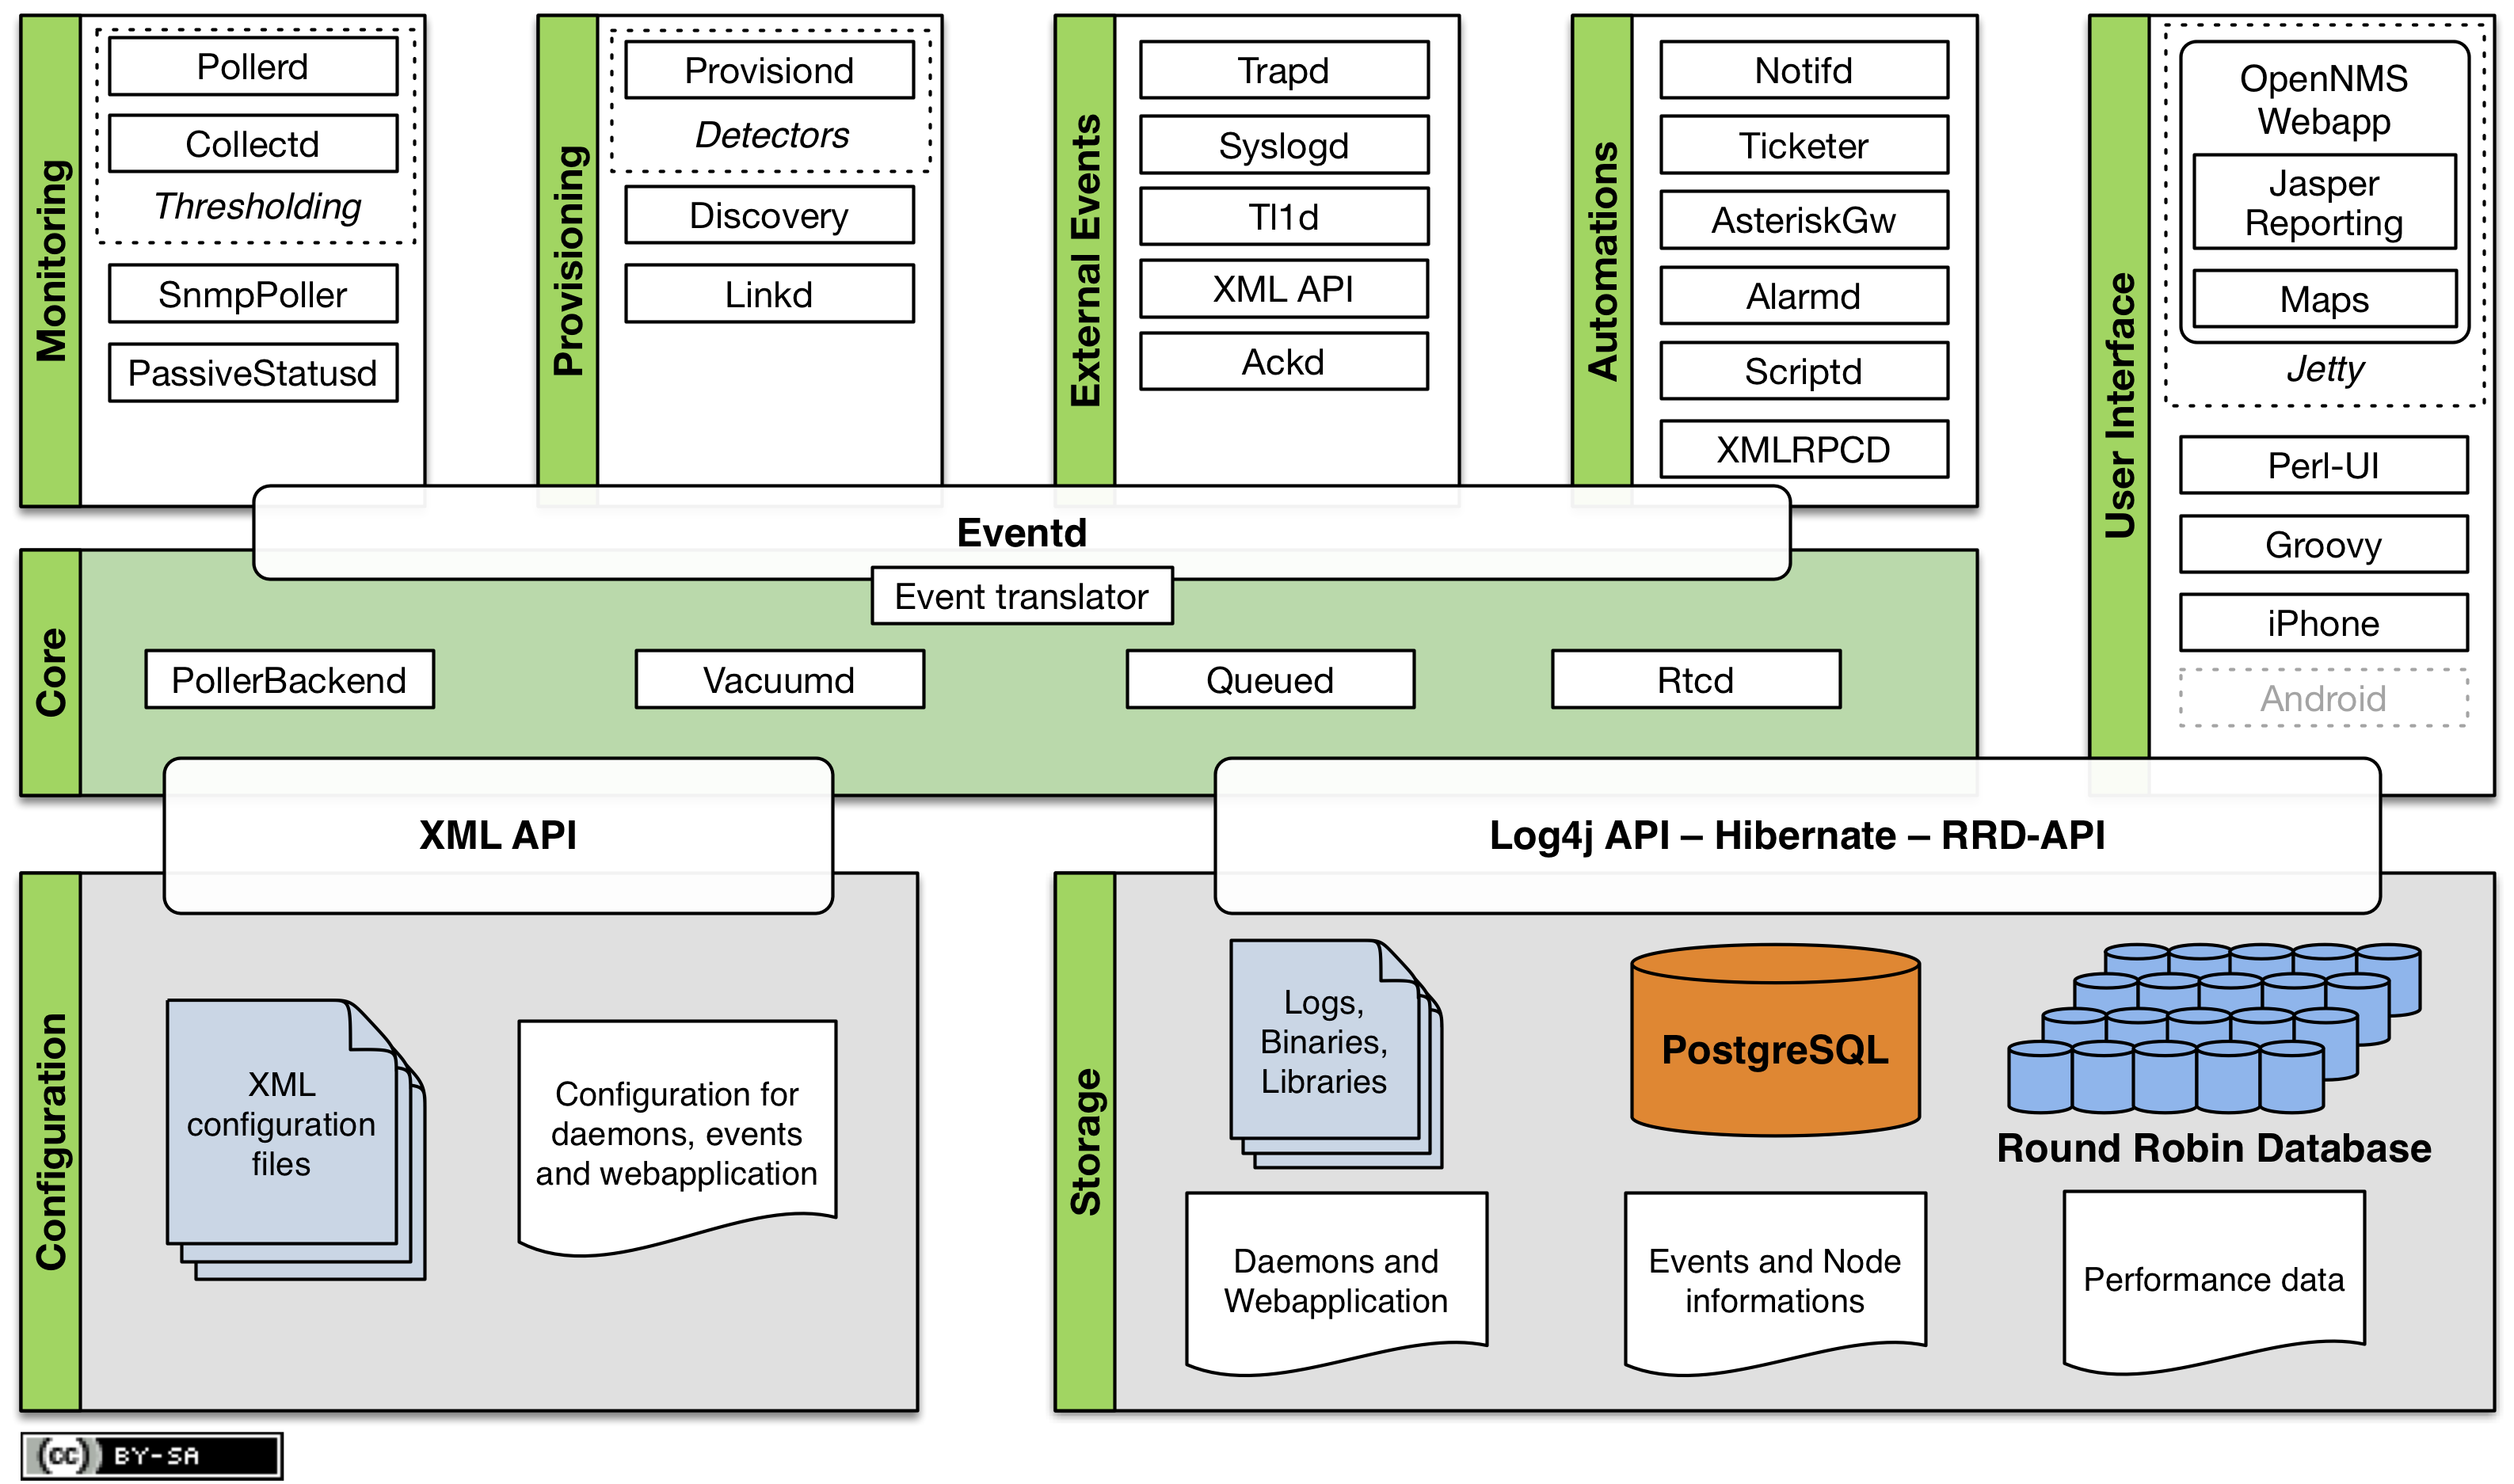 Monitoring
Pollerd
Collectd
Thresholding
SnmpPoller
PassiveStatusd
Provisioning
Provisiond
Detectors
Discovery
Linkd
External Events
Trapd
Syslogd
Tl1d
XML API
Ackd
Automations
Notifd
Ticketer
AsteriskGw
Alarmd
Scriptd
XMLRPCD
User Interface
OpenNMS
Webapp
Jasper
Reporting
Maps
Jetty
Perl-UI
Groovy
iPhone
Android
Eventd
Event translator
Core
PollerBackend
Vacuumd
Queued
Rtcd
XML API
Log4j API – Hibernate – RRD-API
Configuration
XML
configuration
files
Configuration for
daemons, events
and webapplication
Storage
Logs,
Binaries,
Libraries
PostgreSQL
Round Robin Database
Daemons and
Webapplication
Events and Node
informations
Performance data
(cc) BY-SA